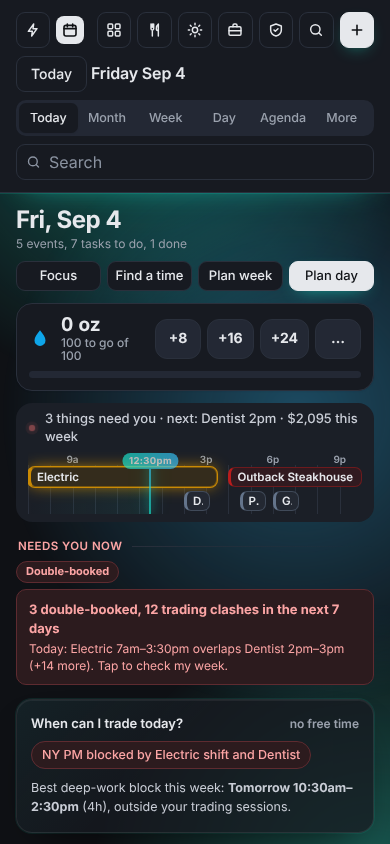 Today
Friday Sep 4
Today Month Week Day Agenda More
Search
Fri, Sep 4
5 events, 7 tasks to do, 1 done
Focus Find a time Plan week Plan day
0 oz
100 to go of
100
+8 +16 +24 ...
3 things need you · next: Dentist 2pm · $2,095 this
week
9a 12:30pm 3p 6p 9p
Electric Outback Steakhouse
D. P. G.
NEEDS YOU NOW
Double-booked
3 double-booked, 12 trading clashes in the next 7
days
Today: Electric 7am–3:30pm overlaps Dentist 2pm–3pm
(+14 more). Tap to check my week.
When can I trade today? no free time
NY PM blocked by Electric shift and Dentist
Best deep-work block this week: Tomorrow 10:30am–
2:30pm (4h), outside your trading sessions.